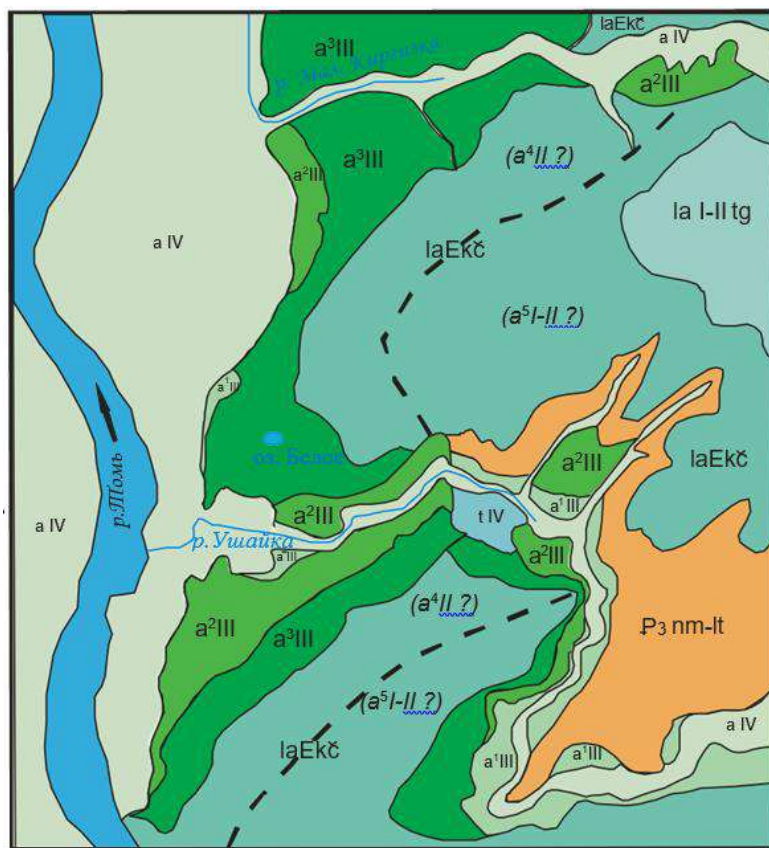 laEkč
a IV
a³III
р. Мал. Киргизка
a²III
a³III
(a⁴II ?)
a²III
la I-II tg
a IV
laEkč
(a⁵I-II ?)
a¹III
оз. Белое
a²III
laEkč
a²III
a¹III
р.Томь
a IV
t IV
р. Ушайка
a²III
(a⁴II ?)
a²III
a³III
P₃ nm-lt
(a⁵I-II ?)
laEkč
a IV
a¹III
a¹III